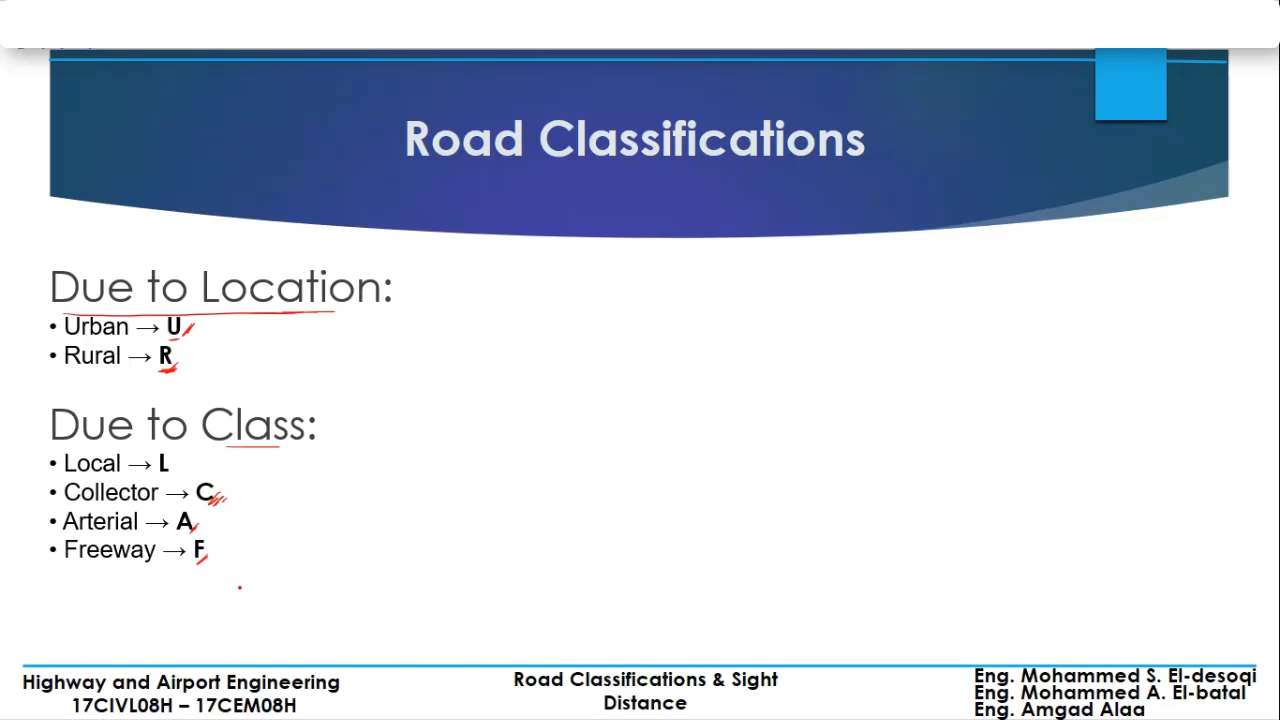 Road Classifications
Due to Location:
• Urban → U
• Rural → R
Due to Class:
• Local → L
• Collector → C
• Arterial → A
• Freeway → F
Highway and Airport Engineering
17CIVL08H – 17CEM08H
Road Classifications & Sight
Distance
Eng. Mohammed S. El-desoqi
Eng. Mohammed A. El-batal
Eng. Amgad Alaa